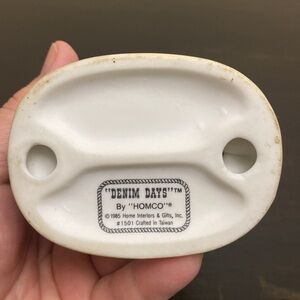 "DENIM DAYS"™
By "HOMCO"®
©1985 Home Interiors & Gifts, Inc.
#1501 Crafted in Taiwan